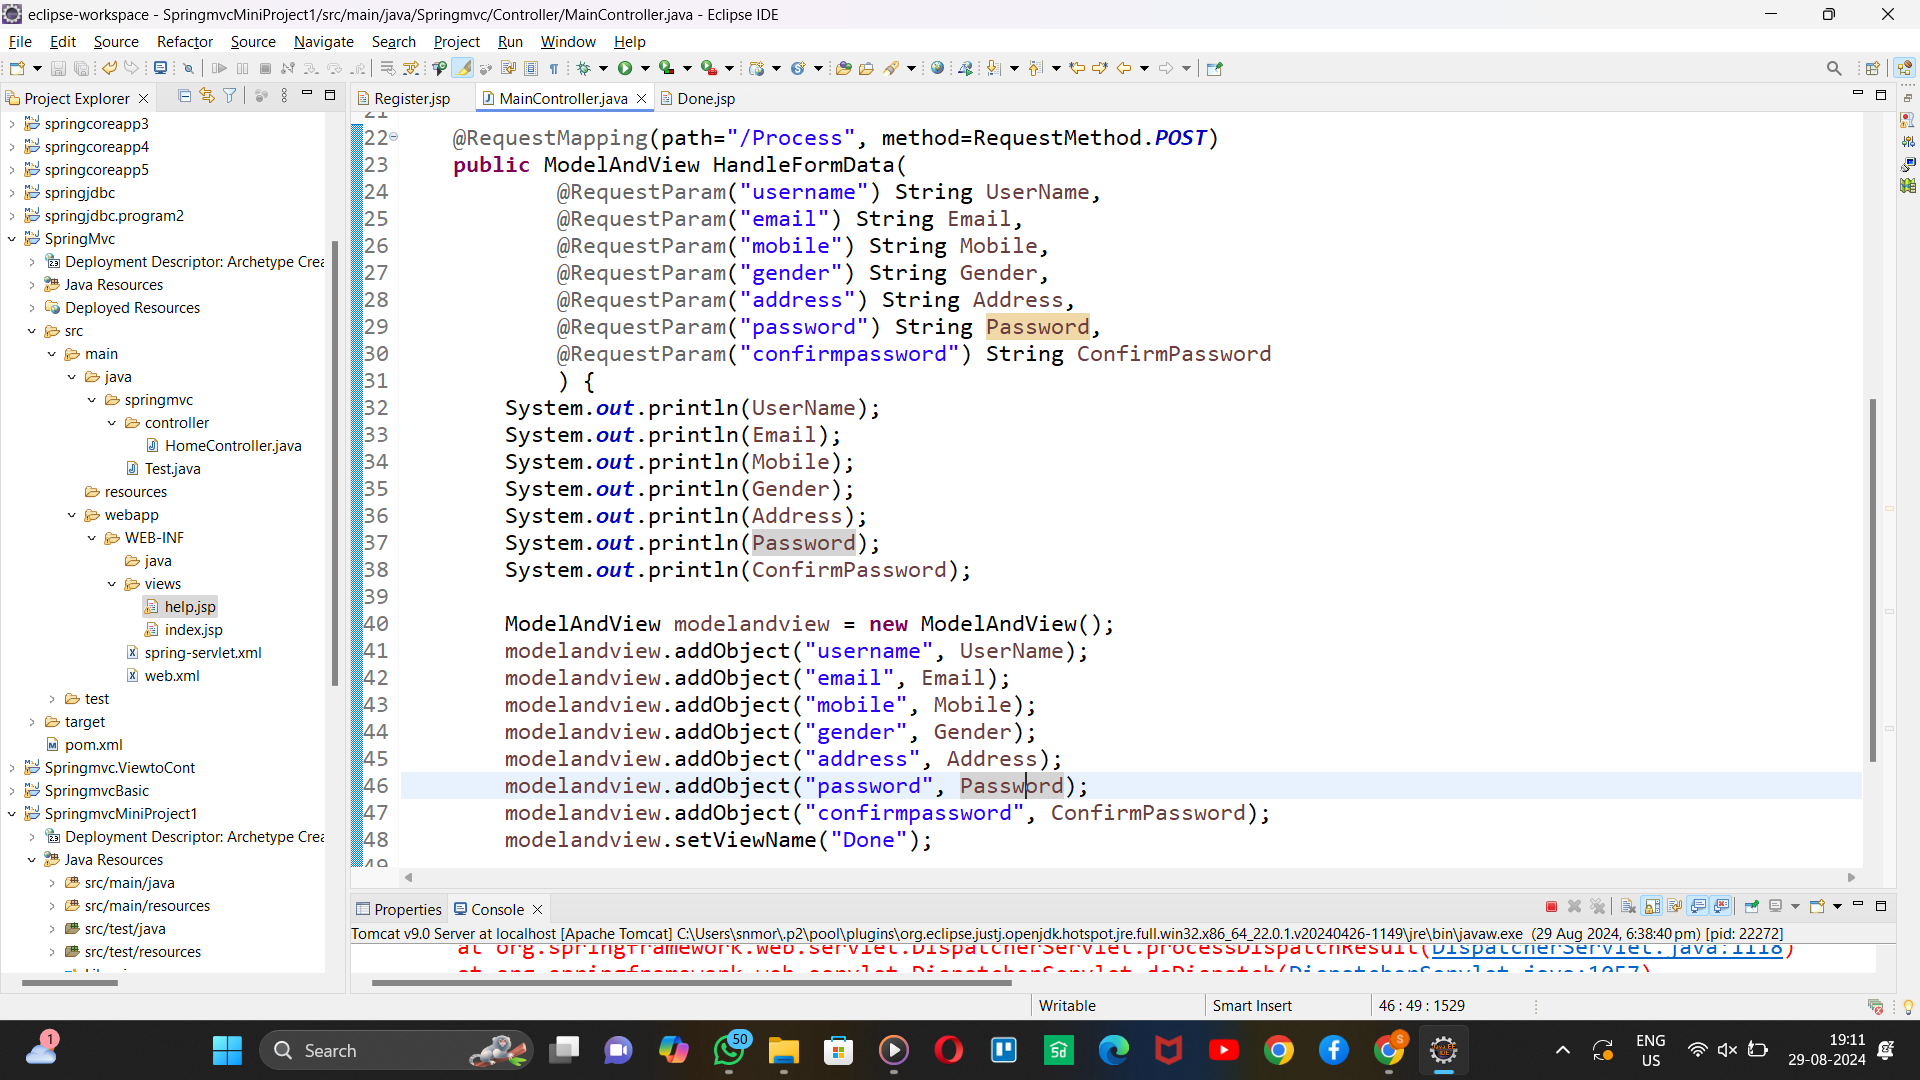 eclipse-workspace - SpringmvcMiniProject1/src/main/java/Springmvc/Controller/MainController.java - Eclipse IDE
File Edit Source Refactor Source Navigate Search Project Run Window Help
Project Explorer
springcoreapp3
springcoreapp4
springcoreapp5
springjdbc
springjdbc.program2
SpringMvc
Deployment Descriptor: Archetype Crea
Java Resources
Deployed Resources
src
main
java
springmvc
controller
HomeController.java
Test.java
resources
webapp
WEB-INF
java
views
help.jsp
index.jsp
spring-servlet.xml
web.xml
test
target
pom.xml
Springmvc.ViewtoCont
SpringmvcBasic
SpringmvcMiniProject1
Deployment Descriptor: Archetype Crea
Java Resources
src/main/java
src/main/resources
src/test/java
src/test/resources
Register.jsp MainController.java Done.jsp
21
22 @RequestMapping(path="/Process", method=RequestMethod.POST)
23 public ModelAndView HandleFormData(
24 @RequestParam("username") String UserName,
25 @RequestParam("email") String Email,
26 @RequestParam("mobile") String Mobile,
27 @RequestParam("gender") String Gender,
28 @RequestParam("address") String Address,
29 @RequestParam("password") String Password,
30 @RequestParam("confirmpassword") String ConfirmPassword
31 ) {
32 System.out.println(UserName);
33 System.out.println(Email);
34 System.out.println(Mobile);
35 System.out.println(Gender);
36 System.out.println(Address);
37 System.out.println(Password);
38 System.out.println(ConfirmPassword);
39
40 ModelAndView modelandview = new ModelAndView();
41 modelandview.addObject("username", UserName);
42 modelandview.addObject("email", Email);
43 modelandview.addObject("mobile", Mobile);
44 modelandview.addObject("gender", Gender);
45 modelandview.addObject("address", Address);
46 modelandview.addObject("password", Password);
47 modelandview.addObject("confirmpassword", ConfirmPassword);
48 modelandview.setViewName("Done");
49
Properties Console
Tomcat v9.0 Server at localhost [Apache Tomcat] C:\Users\snmor\.p2\pool\plugins\org.eclipse.justj.openjdk.hotspot.jre.full.win32.x86_64_22.0.1.v20240426-1149\jre\bin\javaw.exe (29 Aug 2024, 6:38:40 pm) [pid: 22272]
at org.springframework.web.servlet.DispatcherServlet.processDispatchResult(DispatcherServlet.java:1118)
at org.springframework.web.servlet.DispatcherServlet.doDispatch(DispatcherServlet.java:1057)
Writable Smart Insert 46 : 49 : 1529
1
Search
50
ENG
US
19:11
29-08-2024